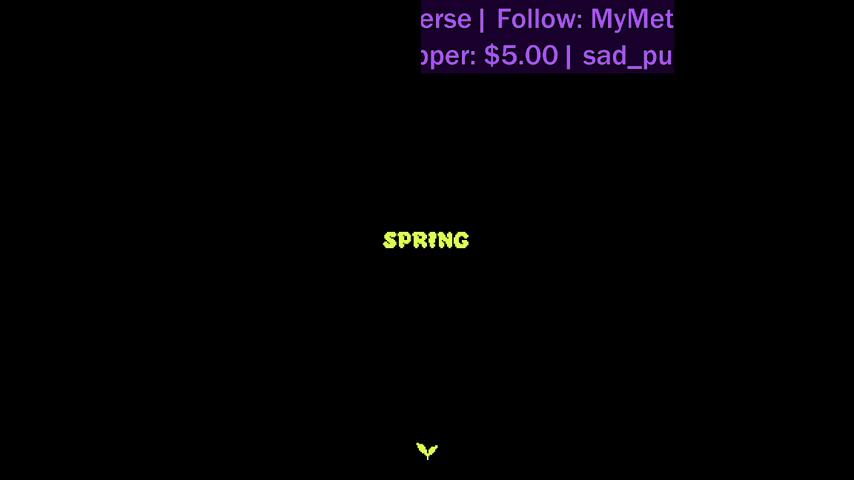 erse | Follow: MyMet
pper: $5.00 | sad_pu
SPRING